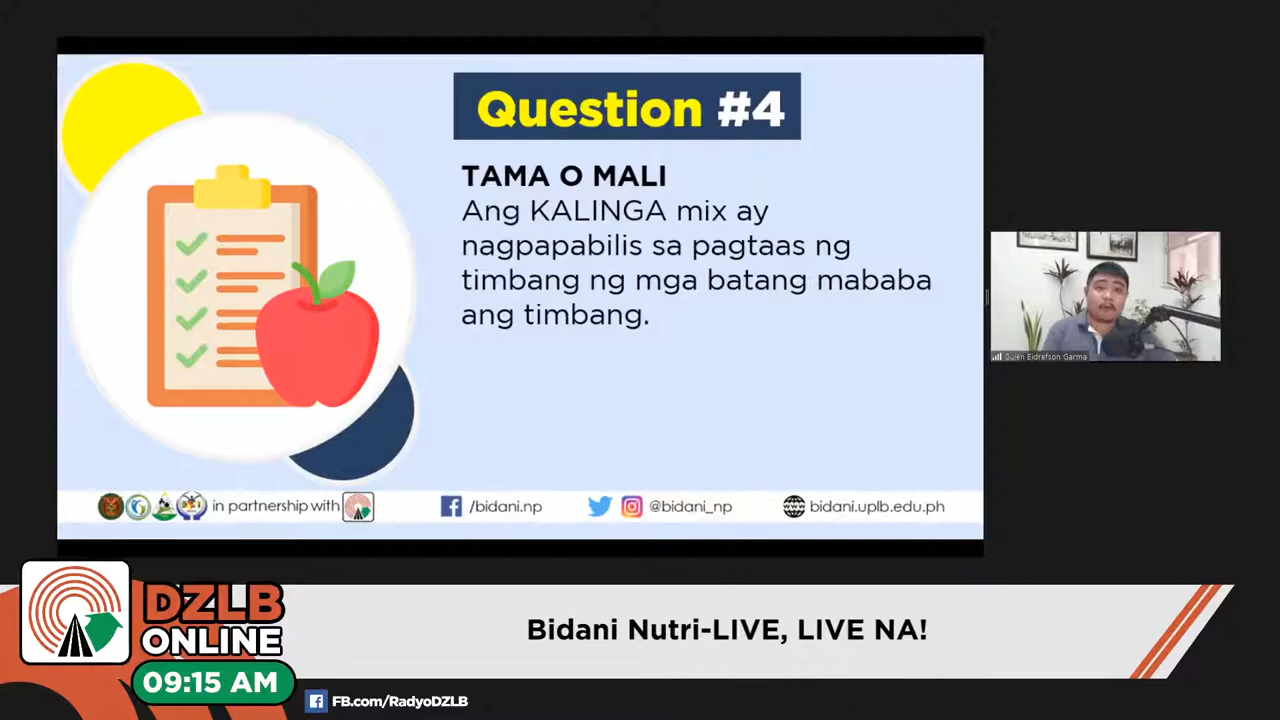 Question #4
TAMA O MALI
Ang KALINGA mix ay
nagpapabilis sa pagtaas ng
timbang ng mga batang mababa
ang timbang.
in partnership with
/bidani.np
@bidani_np
bidani.uplb.edu.ph
Guien Eidrefson Garma
DZLB
ONLINE
09:15 AM
Bidani Nutri-LIVE, LIVE NA!
FB.com/RadyoDZLB